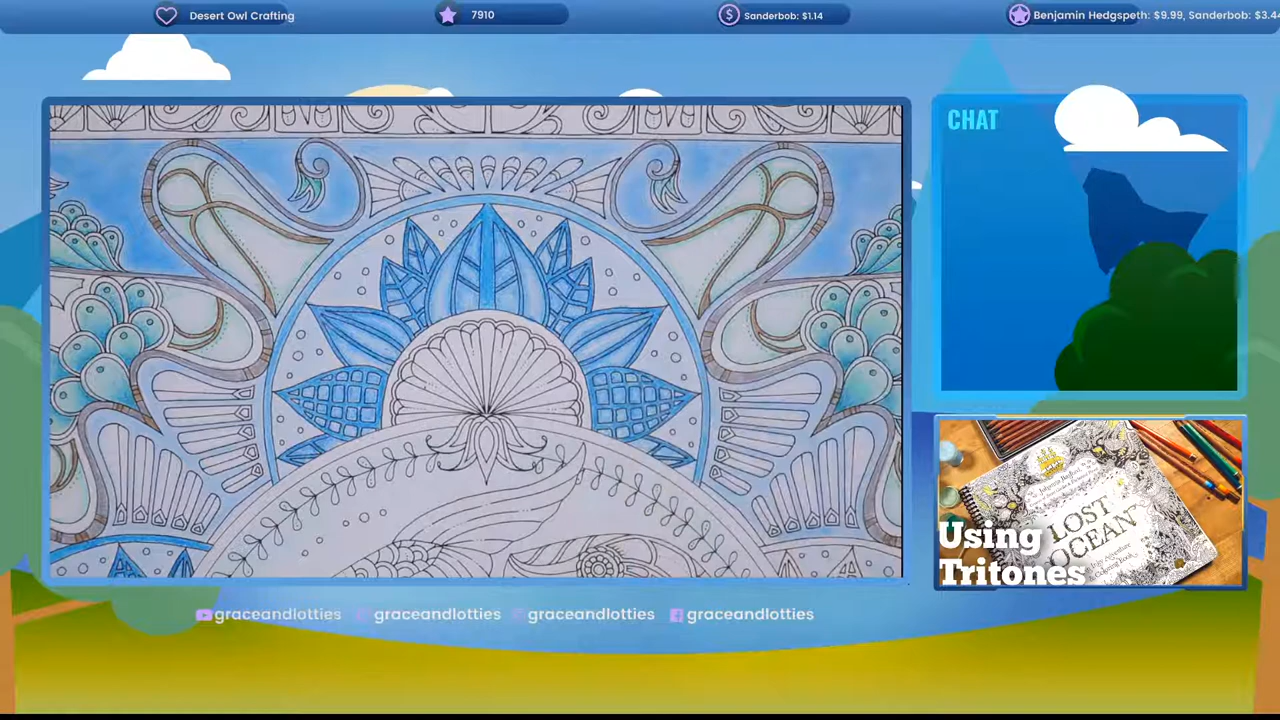 Desert Owl Crafting
7910
Sanderbob: $1.14
Benjamin Hedgspeth: $9.99, Sanderbob: $3.4
CHAT
LOST
OCEAN
Using
Tritones
graceandlotties
graceandlotties
graceandlotties
graceandlotties